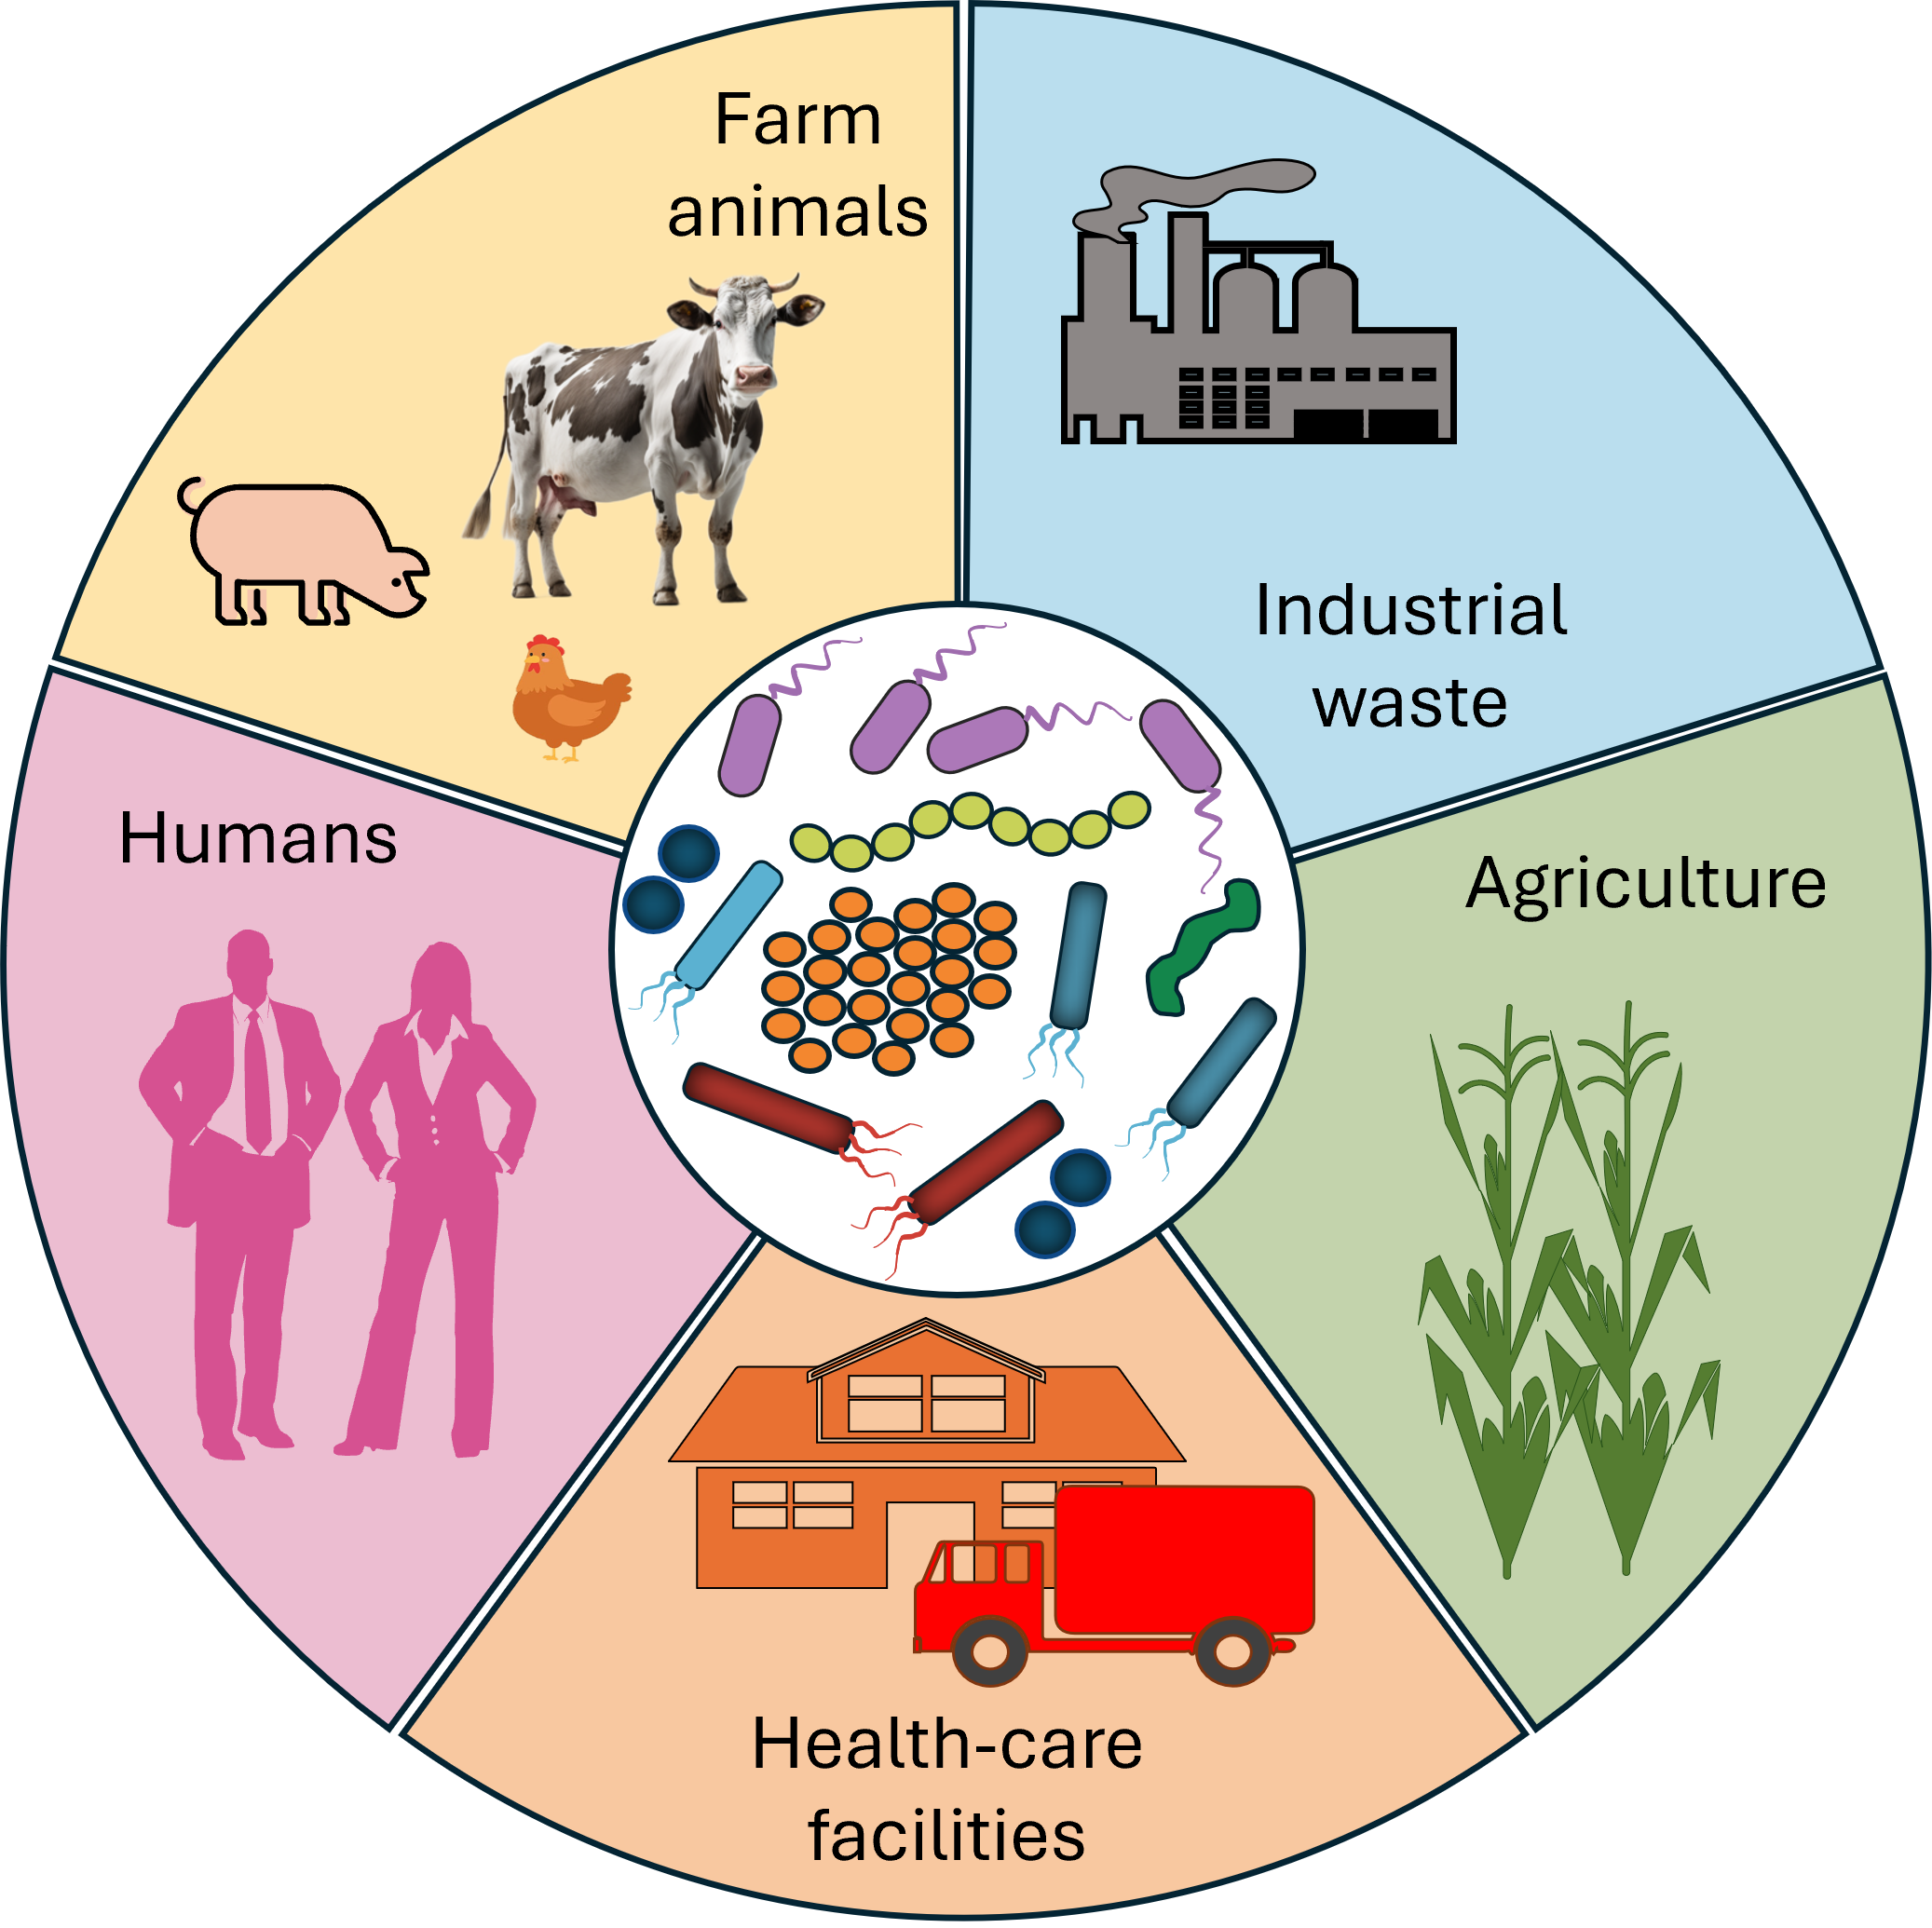 Farm
animals
Industrial
waste
Humans
Agriculture
Health-care
facilities